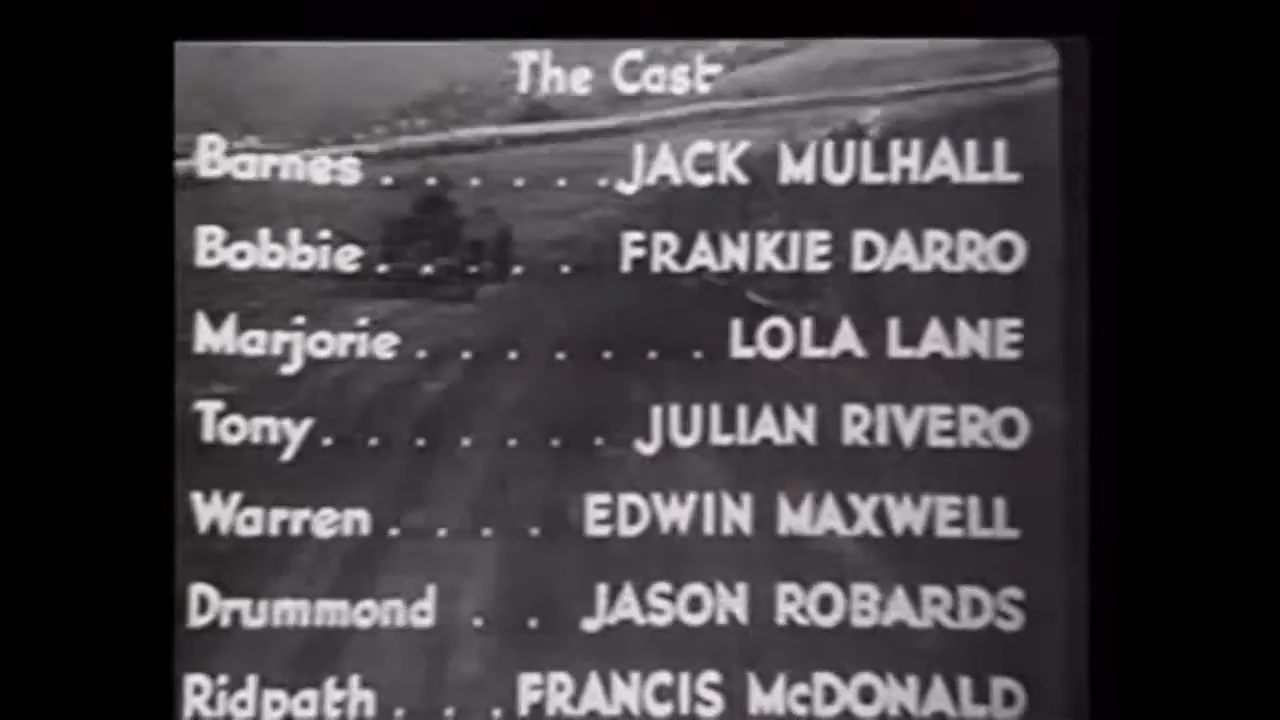 The Cast
Barnes . . . . . . JACK MULHALL
Bobbie . . . . . FRANKIE DARRO
Marjorie . . . . . . . LOLA LANE
Tony . . . . . . . JULIAN RIVERO
Warren . . . . EDWIN MAXWELL
Drummond . . JASON ROBARDS
Ridpath . . . FRANCIS McDONALD